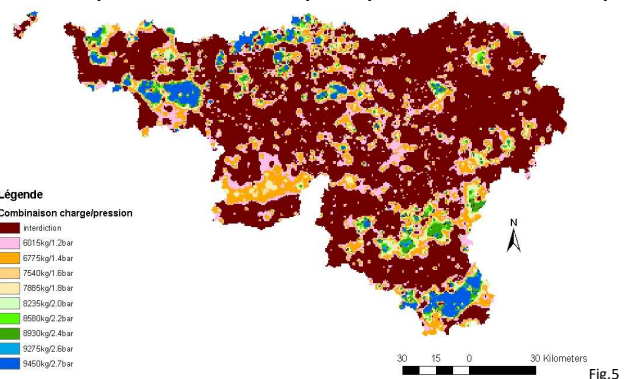 Légende
Combinaison charge/pression
interdiction
6015kg/1.2bar
6775kg/1.4bar
7540kg/1.6bar
7885kg/1.8bar
8235kg/2.0bar
8580kg/2.2bar
8930kg/2.4bar
9275kg/2.6bar
9450kg/2.7bar
N
30 15 0 30 Kilometers
Fig.5